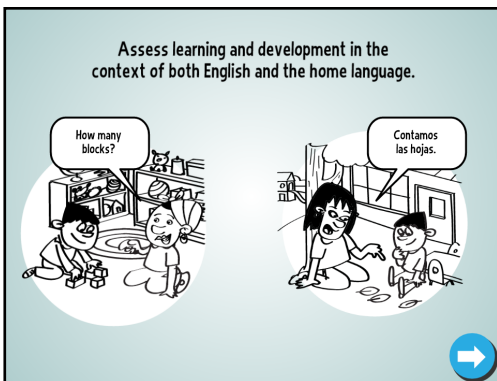 Assess learning and development in the
context of both English and the home language.
How many
blocks?
Contamos
las hojas.